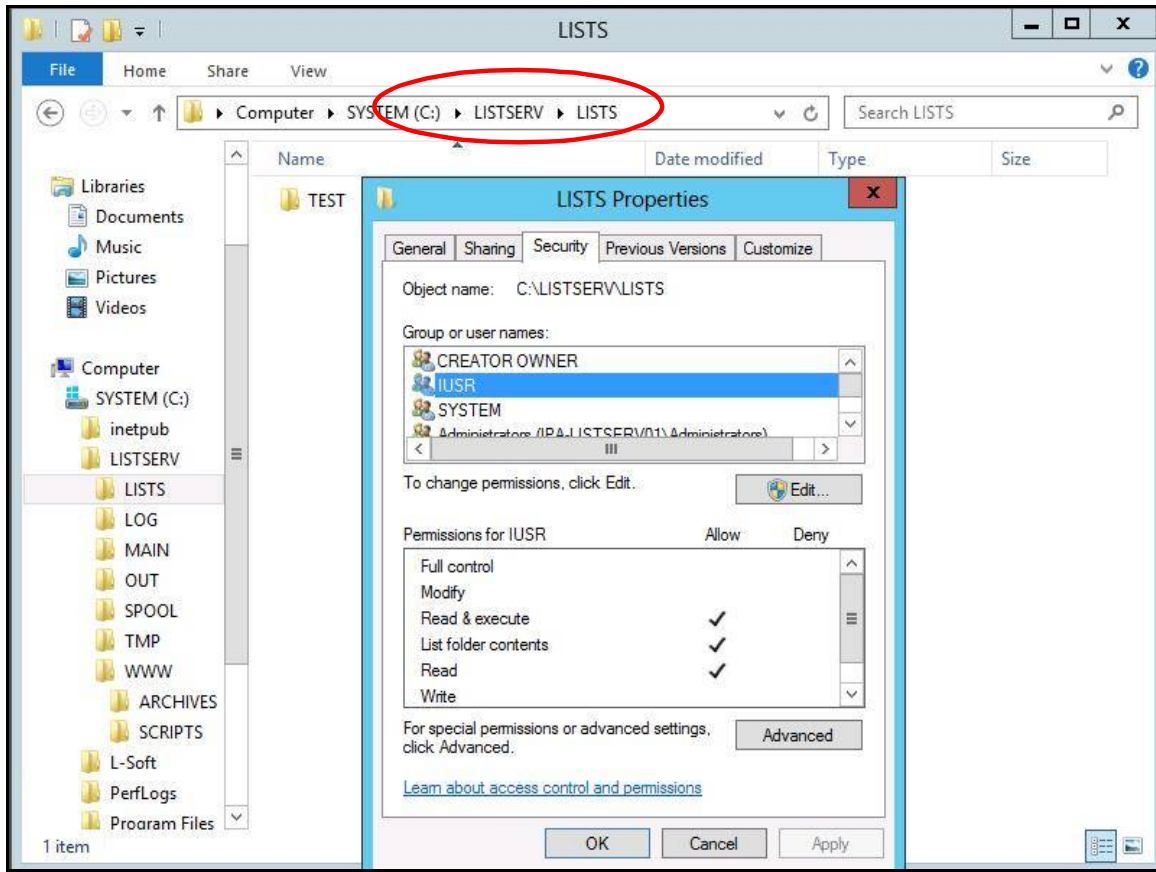 LISTS
File Home Share View
Computer SYSTEM (C:) LISTSERV LISTS Search LISTS
Name Date modified Type Size
Libraries
Documents
Music
Pictures
Videos
Computer
SYSTEM (C:)
inetpub
LISTSERV
LISTS
LOG
MAIN
OUT
SPOOL
TMP
WWW
ARCHIVES
SCRIPTS
L-Soft
PerfLogs
Program Files
1 item
TEST
LISTS Properties
General Sharing Security Previous Versions Customize
Object name: C:\LISTSERV\LISTS
Group or user names:
CREATOR OWNER
IUSR
SYSTEM
Administrators (IPA-LISTSERV01\Administrators)
To change permissions, click Edit.
Edit...
Permissions for IUSR Allow Deny
Full control
Modify
Read & execute
List folder contents
Read
Write
For special permissions or advanced settings,
click Advanced.
Advanced
Learn about access control and permissions
OK Cancel Apply